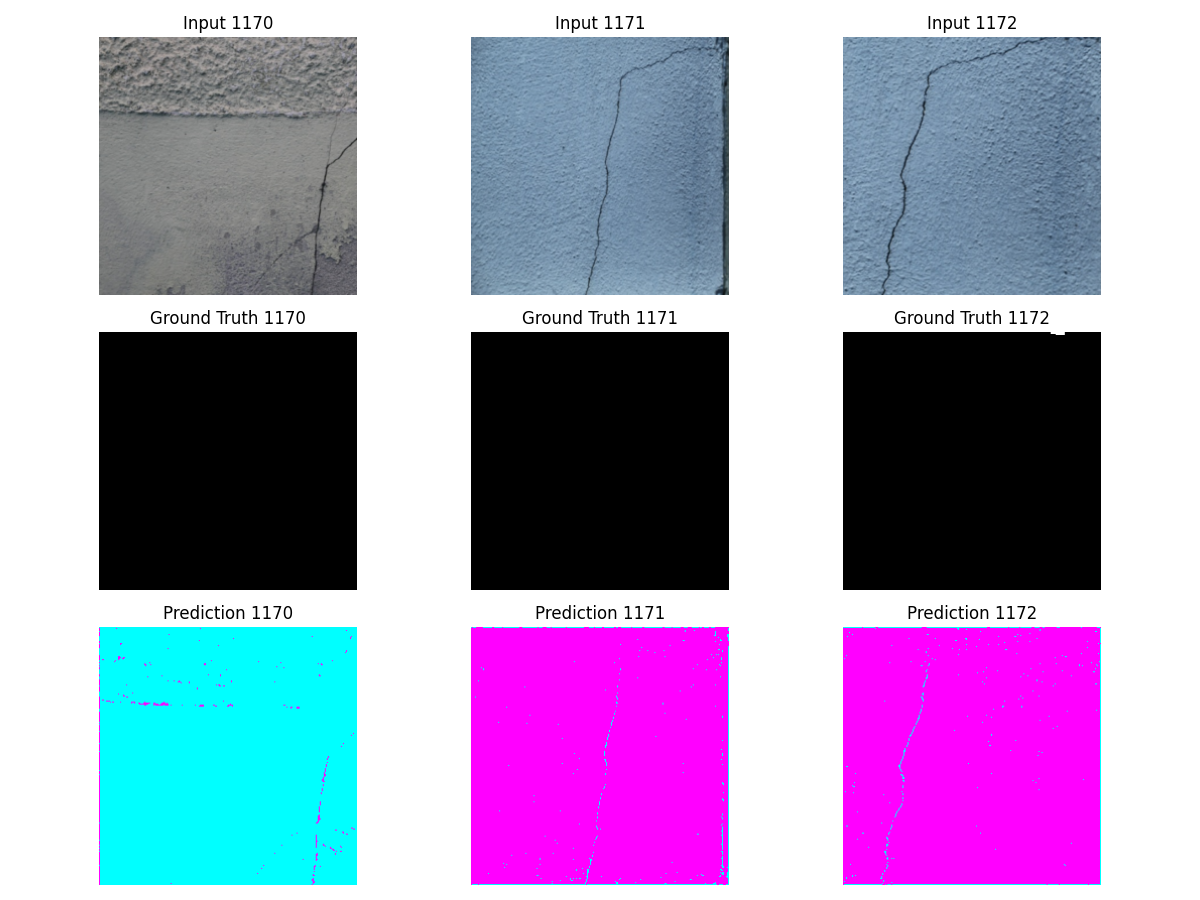 Input 1170
Input 1171
Input 1172
Ground Truth 1170
Ground Truth 1171
Ground Truth 1172
Prediction 1170
Prediction 1171
Prediction 1172